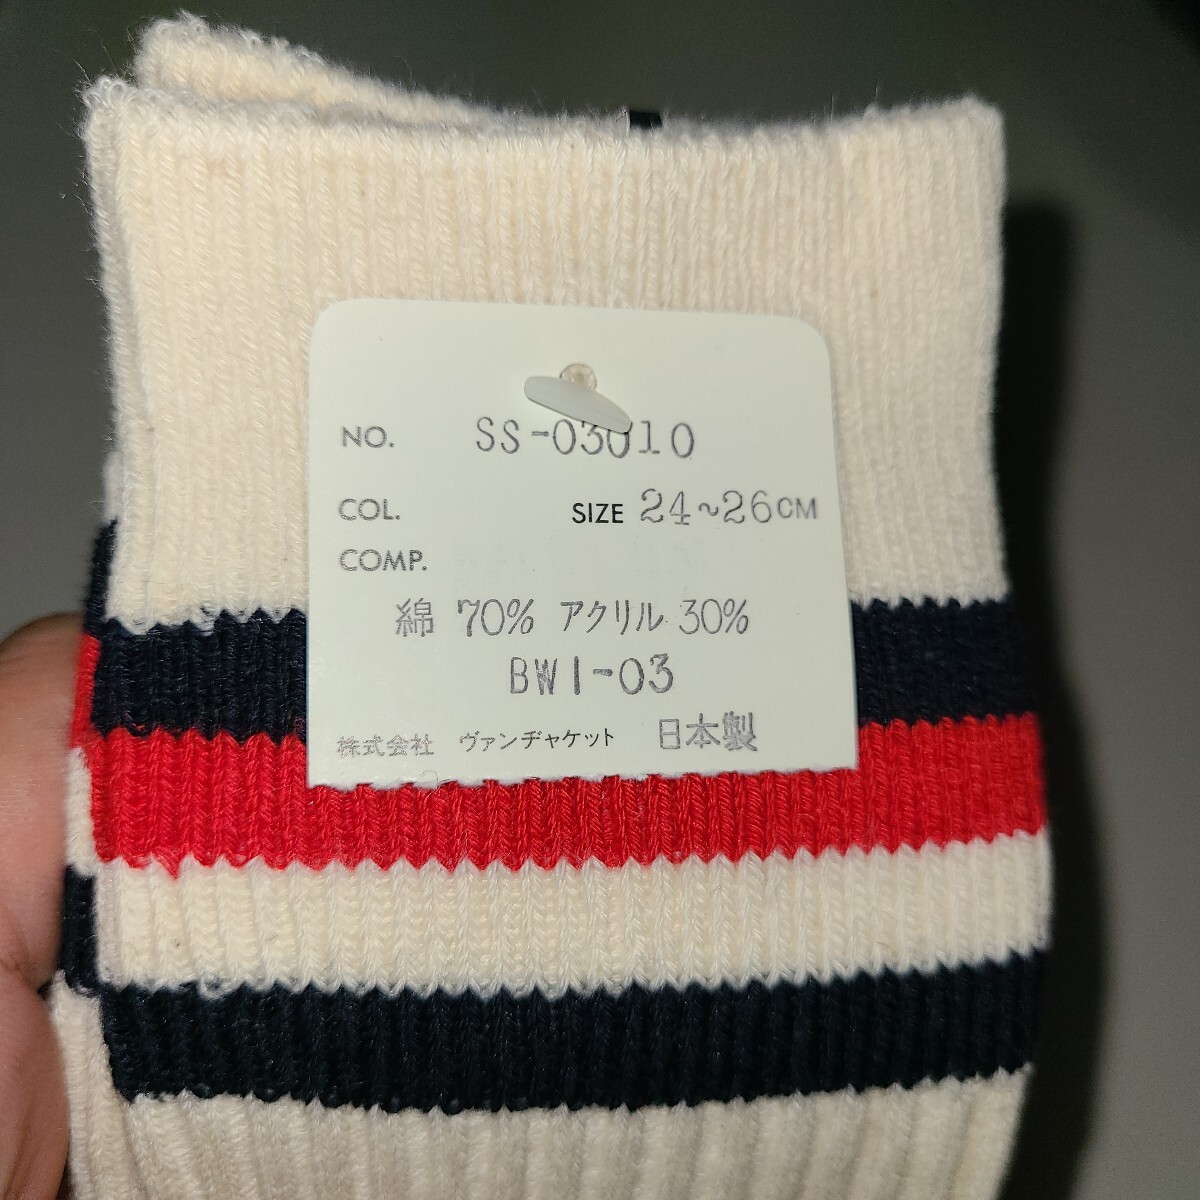 NO. SS-03010
COL. SIZE 24~26CM
COMP.
綿 70% アクリル 30%
BW1-03
株式会社 ヴァンヂャケット 日本製